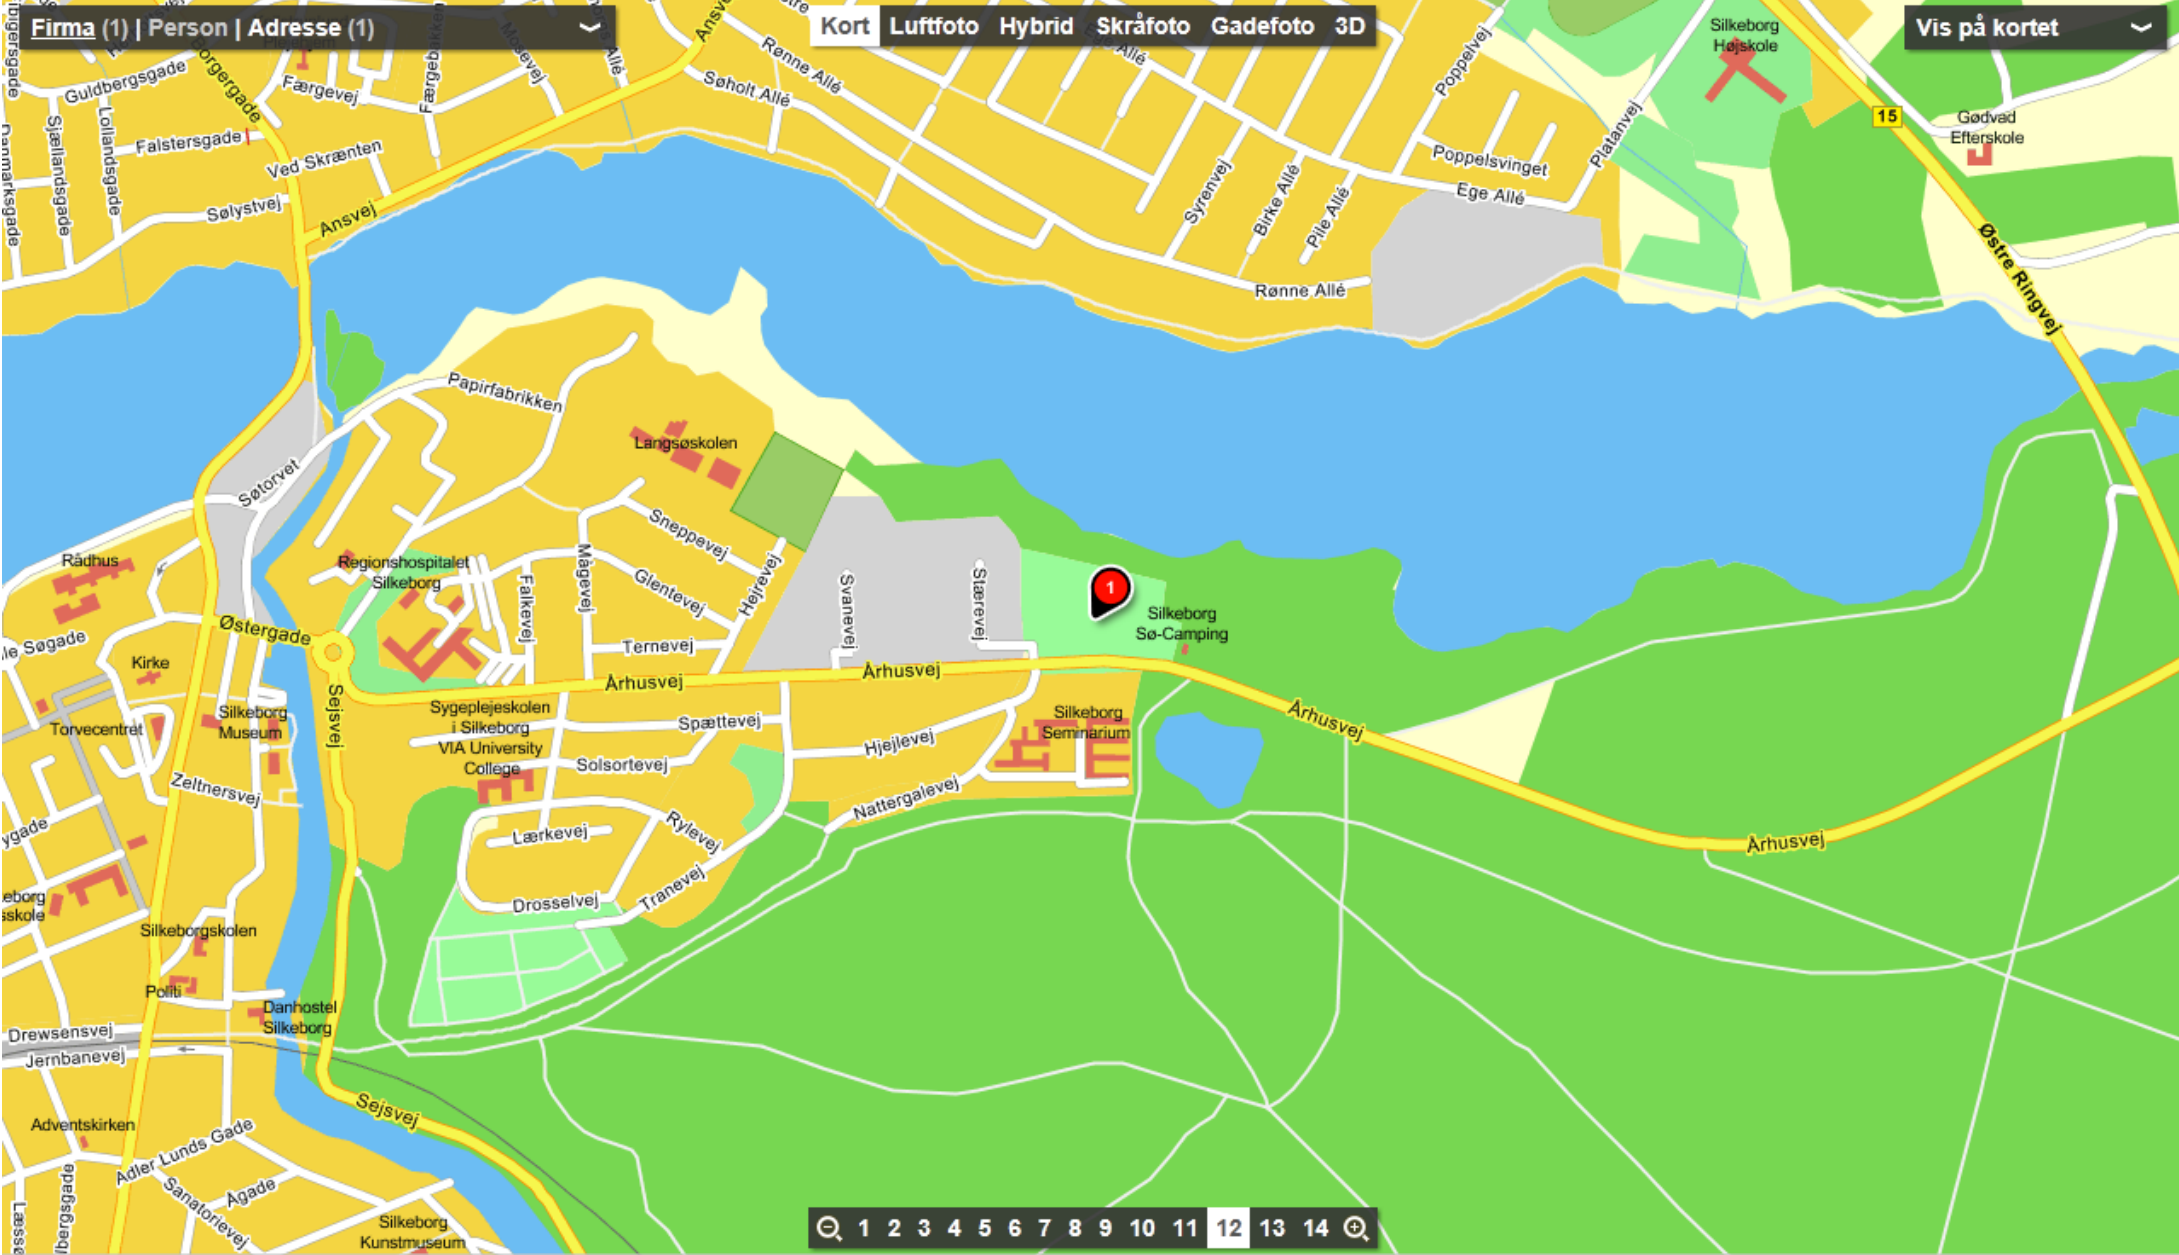 Firma (1) | Person | Adresse (1)
Kort Luftfoto Hybrid Skråfoto Gadefoto 3D
Vis på kortet
Guldbergsgade
Borgergade
Færgevej
Færgebakken
Mosevej
Rønne Allé
Søholt Allé
Poppelvej
Silkeborg
Højskole
15
Gødvad
Efterskole
Sjællandsgade
Lollandsgade
Falstersgade
Ved Skrænten
Sølystvej
Ansvej
Syrenvej
Birke Allé
Pile Allé
Poppelsvinget
Platanvej
Ege Allé
Rønne Allé
Østre Ringvej
Papirfabrikken
Langsøskolen
Søtorvet
Sneppevej
Rådhus
Regionshospitalet
Silkeborg
Falkevej
Mågevej
Glentevej
Hejrevej
Svanevej
Stærevej
1
Silkeborg
Sø-Camping
Østergade
Ternevej
Kirke
Århusvej
Århusvej
Århusvej
Sejsvej
Silkeborg
Museum
Torvecentret
Sygeplejeskolen
i Silkeborg
VIA University
College
Spættevej
Solsortevej
Hjejlevej
Silkeborg
Seminarium
Zeltnersvej
Nattergalevej
Lærkevej
Rylevej
Århusvej
Drosselvej
Tranevej
Silkeborgskolen
Politi
Danhostel
Silkeborg
Drewsensvej
Jernbanevej
Sejsvej
Adventskirken
Adler Lunds Gade
Sanatorievej
Ågade
Silkeborg
Kunstmuseum
1 2 3 4 5 6 7 8 9 10 11 12 13 14